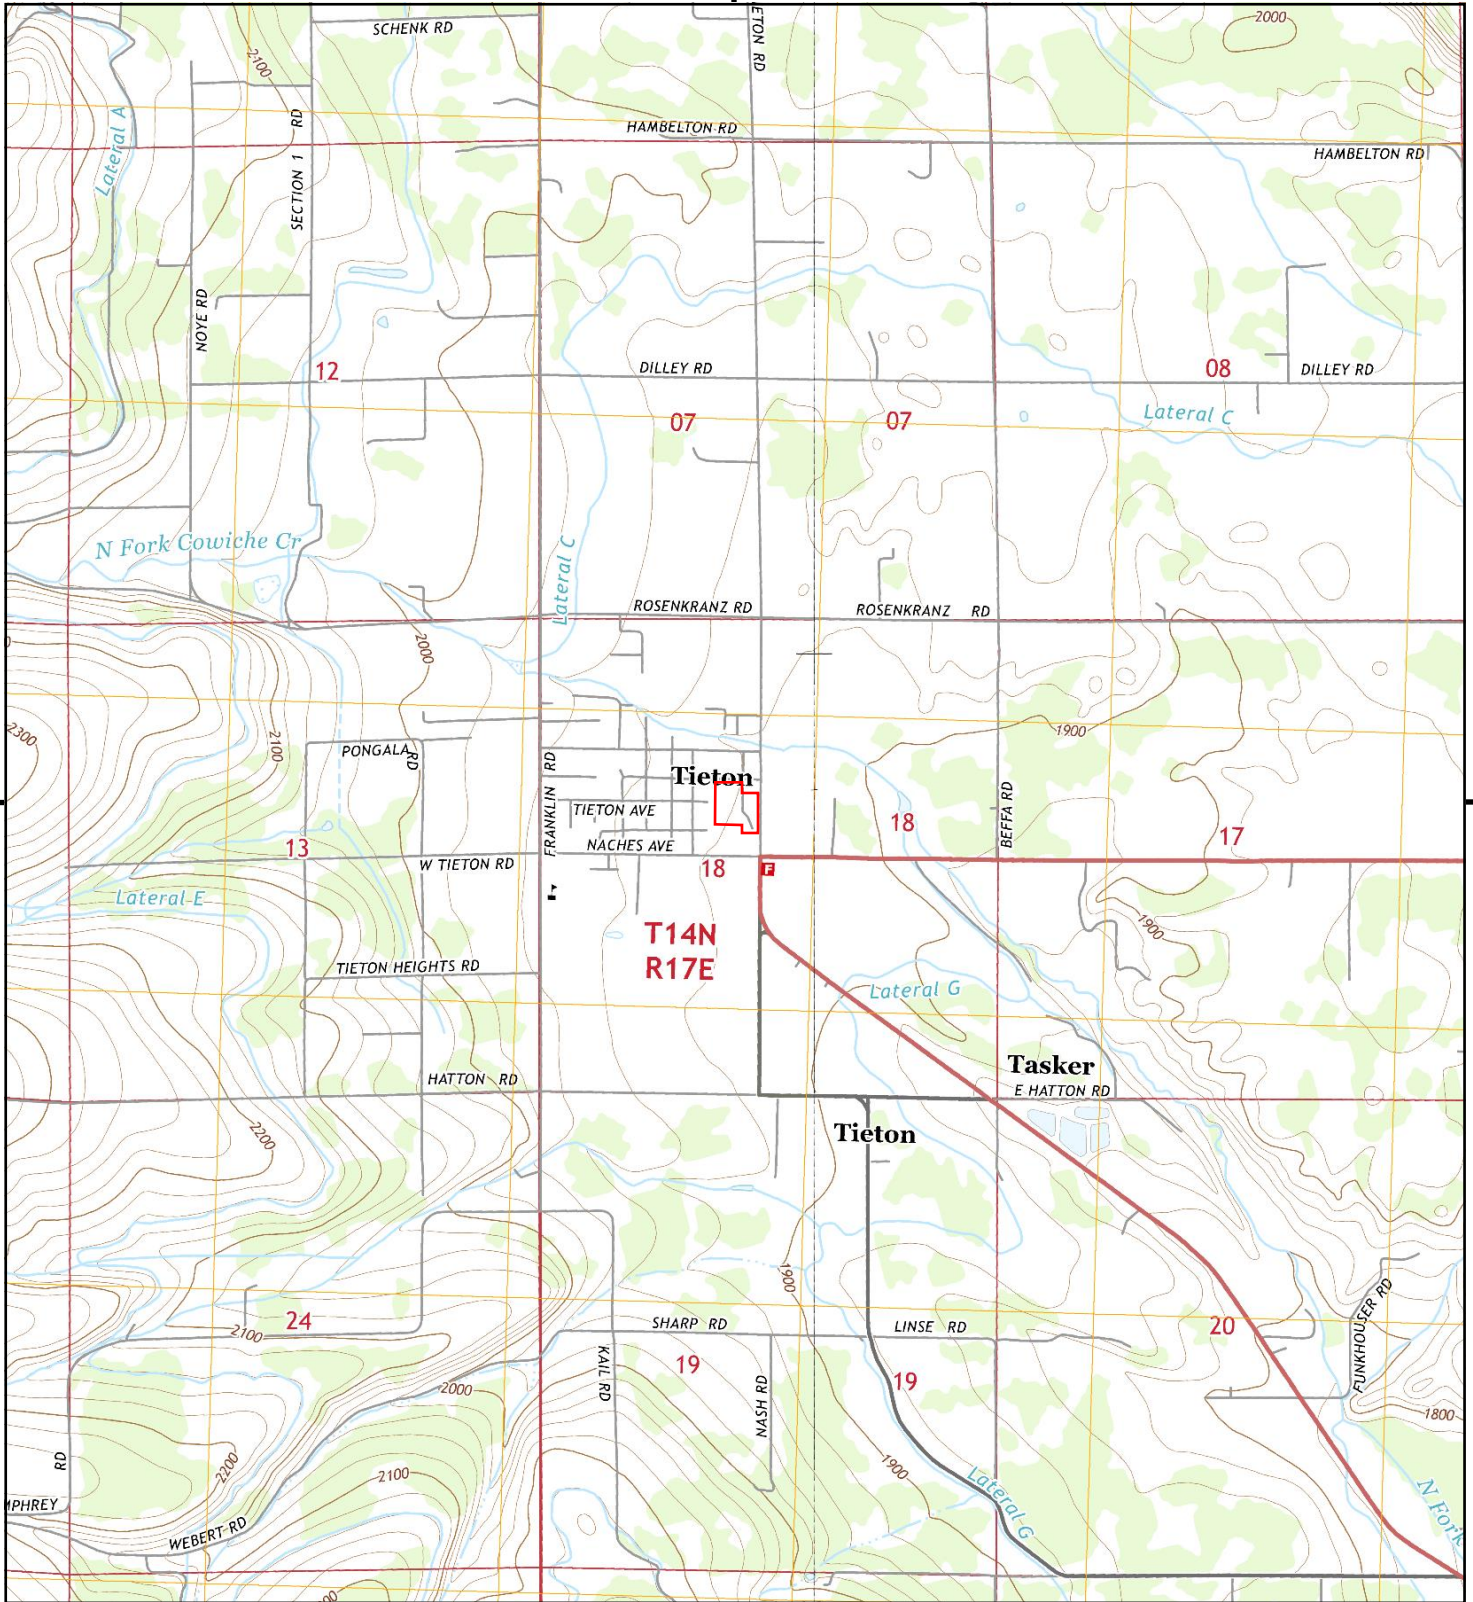 SCHENK RD
ETON RD
2000
2100
Lateral A
SECTION 1 RD
HAMBELTON RD
HAMBELTON RD
NOYE RD
12
DILLEY RD
08
DILLEY RD
07
07
Lateral C
N Fork Cowiche Cr
Lateral C
ROSENKRANZ RD
ROSENKRANZ RD
2000
2300
2100
PONGALA
RD
FRANKLIN RD
Tieton
1900
TIETON AVE
BEFFA RD
18
17
13
NACHES AVE
W TIETON RD
18
F
Lateral E
1900
T14N
R17E
TIETON HEIGHTS RD
Lateral G
Tasker
HATTON RD
E HATTON RD
2200
Tieton
1900
24
2100
SHARP RD
LINSE RD
20
FUNKHOUSER RD
19
19
KAIL RD
NASH RD
2000
1800
RD
2200
2100
1900
Lateral G
N Fork
MPHREY
WEBERT RD